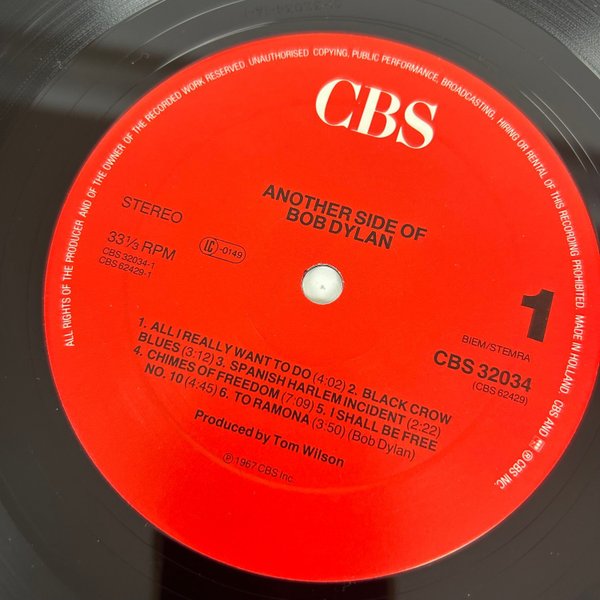 ALL RIGHTS OF THE PRODUCER AND OF THE OWNER OF THE RECORDED WORK RESERVED. UNAUTHORISED COPYING, PUBLIC PERFORMANCE, BROADCASTING, HIRING OR RENTAL OF THIS RECORDING PROHIBITED. MADE IN HOLLAND. CBS AND ® CBS INC.
CBS
ANOTHER SIDE OF
BOB DYLAN
STEREO
33 1/3 RPM
CBS 32034-1
CBS 62429-1
IC -0149
1
BIEM/STEMRA
CBS 32034
(CBS 62429)
1. ALL I REALLY WANT TO DO (4:02) 2. BLACK CROW
BLUES (3:12) 3. SPANISH HARLEM INCIDENT (2:22)
4. CHIMES OF FREEDOM (7:09) 5. I SHALL BE FREE
NO. 10 (4:45) 6. TO RAMONA (3:50) (Bob Dylan)
Produced by Tom Wilson
℗ 1967 CBS Inc.